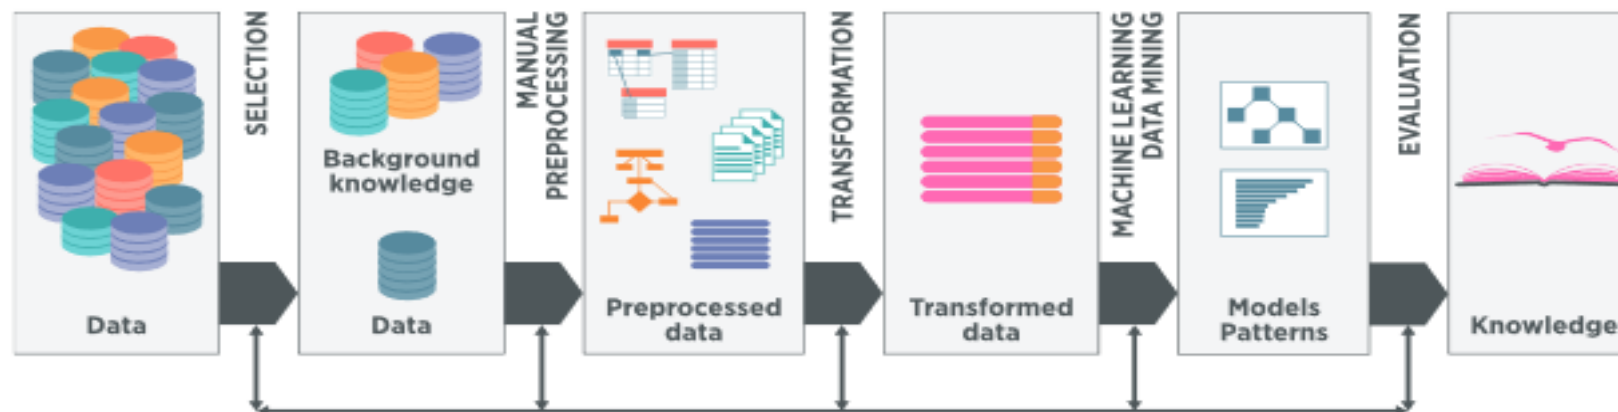 Data
SELECTION
Background
knowledge
Data
MANUAL
PREPROCESSING
Preprocessed
data
TRANSFORMATION
Transformed
data
MACHINE LEARNING
DATA MINING
Models
Patterns
EVALUATION
Knowledge